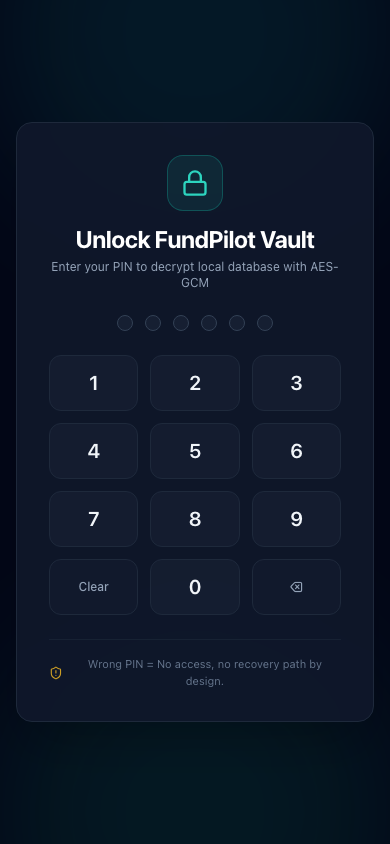 Unlock FundPilot Vault
Enter your PIN to decrypt local database with AES-
GCM
1 2 3
4 5 6
7 8 9
Clear 0
Wrong PIN = No access, no recovery path by
design.